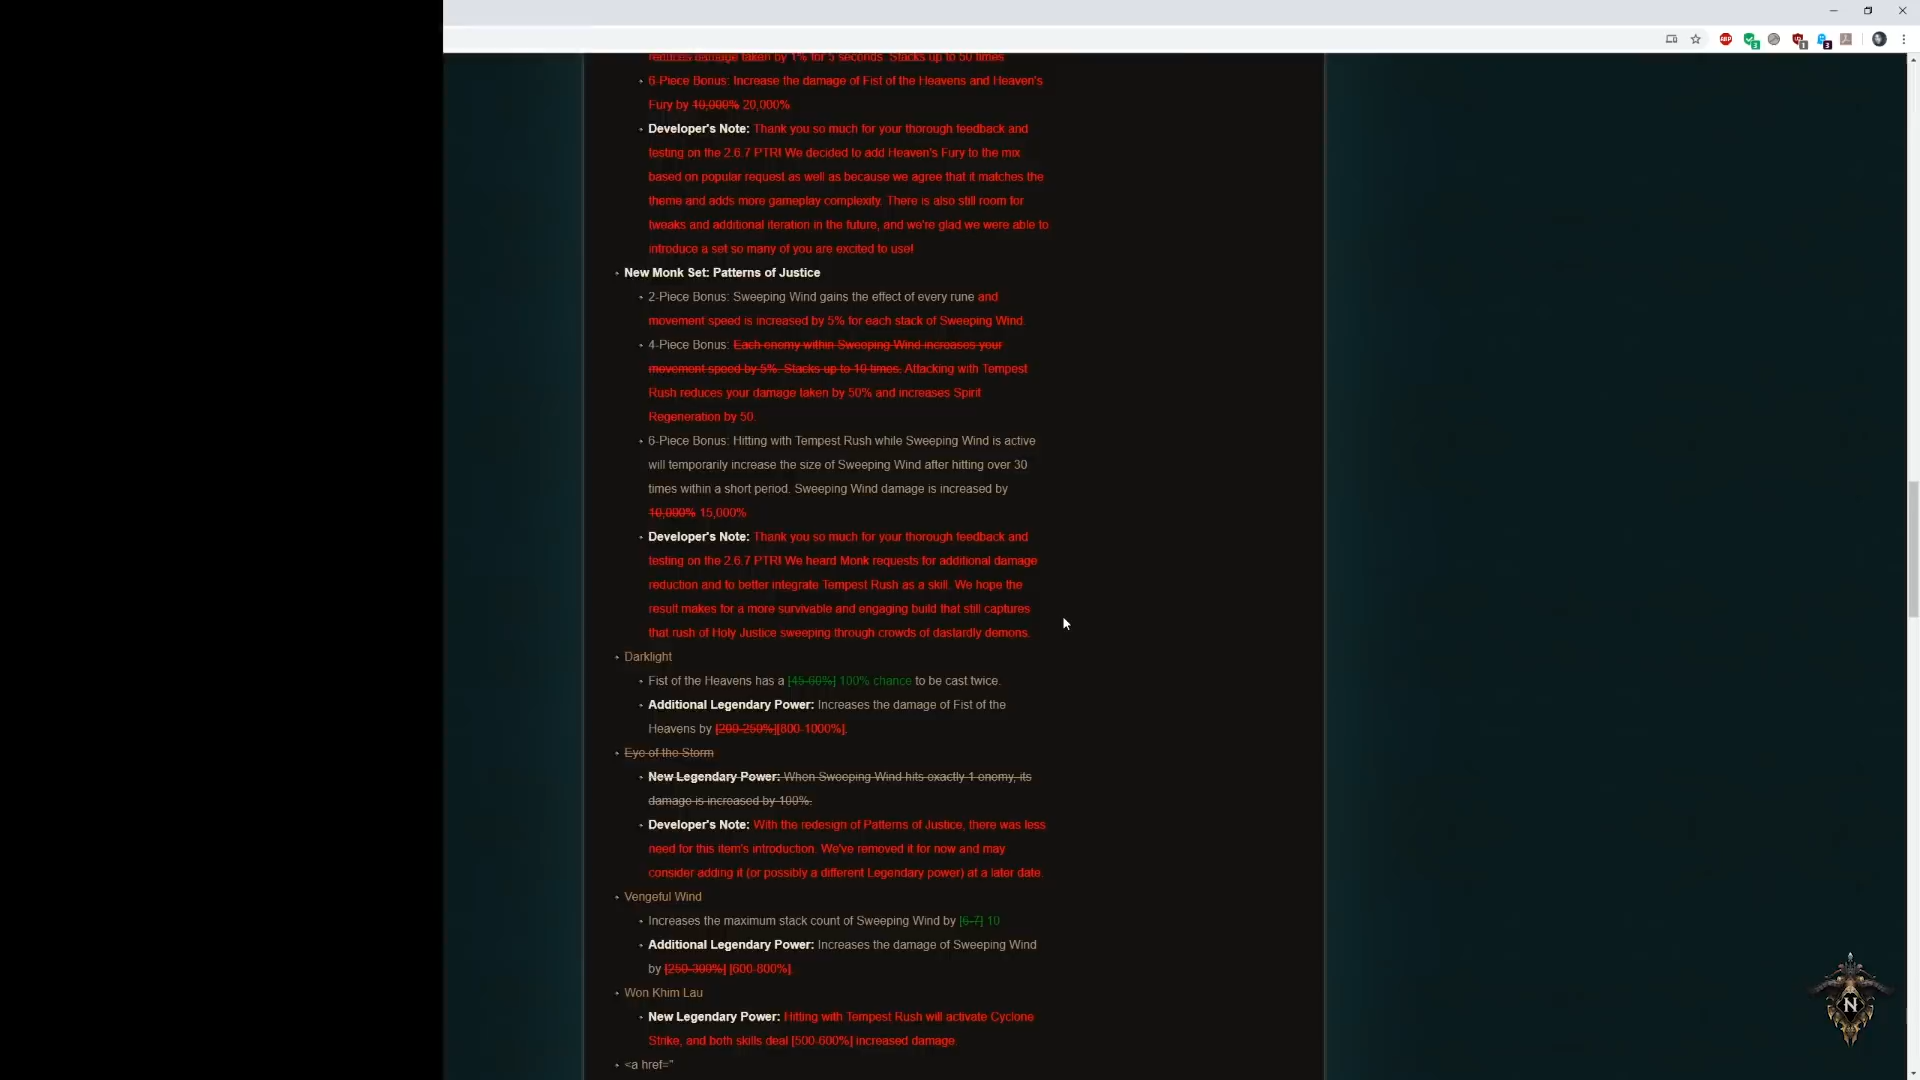 reduces damage taken by 1% for 5 seconds. Stacks up to 50 times
6-Piece Bonus: Increase the damage of Fist of the Heavens and Heaven's
Fury by 10,000% 20,000%
Developer's Note: Thank you so much for your thorough feedback and
testing on the 2.6.7 PTR! We decided to add Heaven's Fury to the mix
based on popular request as well as because we agree that it matches the
theme and adds more gameplay complexity. There is also still room for
tweaks and additional iteration in the future, and we're glad we were able to
introduce a set so many of you are excited to use!
New Monk Set: Patterns of Justice
2-Piece Bonus: Sweeping Wind gains the effect of every rune and
movement speed is increased by 5% for each stack of Sweeping Wind.
4-Piece Bonus: Each enemy within Sweeping Wind increases your
movement speed by 5%. Stacks up to 10 times. Attacking with Tempest
Rush reduces your damage taken by 50% and increases Spirit
Regeneration by 50.
6-Piece Bonus: Hitting with Tempest Rush while Sweeping Wind is active
will temporarily increase the size of Sweeping Wind after hitting over 30
times within a short period. Sweeping Wind damage is increased by
10,000% 15,000%
Developer's Note: Thank you so much for your thorough feedback and
testing on the 2.6.7 PTR! We heard Monk requests for additional damage
reduction and to better integrate Tempest Rush as a skill. We hope the
result makes for a more survivable and engaging build that still captures
that rush of Holy Justice sweeping through crowds of dastardly demons.
Darklight
Fist of the Heavens has a [45-60%] 100% chance to be cast twice.
Additional Legendary Power: Increases the damage of Fist of the
Heavens by [200-250%][800-1000%].
Eye of the Storm
New Legendary Power: When Sweeping Wind hits exactly 1 enemy, its
damage is increased by 100%.
Developer's Note: With the redesign of Patterns of Justice, there was less
need for this item's introduction. We've removed it for now and may
consider adding it (or possibly a different Legendary power) at a later date.
Vengeful Wind
Increases the maximum stack count of Sweeping Wind by [6-7] 10
Additional Legendary Power: Increases the damage of Sweeping Wind
by [250-300%] [600-800%].
Won Khim Lau
New Legendary Power: Hitting with Tempest Rush will activate Cyclone
Strike, and both skills deal [500-600%] increased damage.
<a href="
N